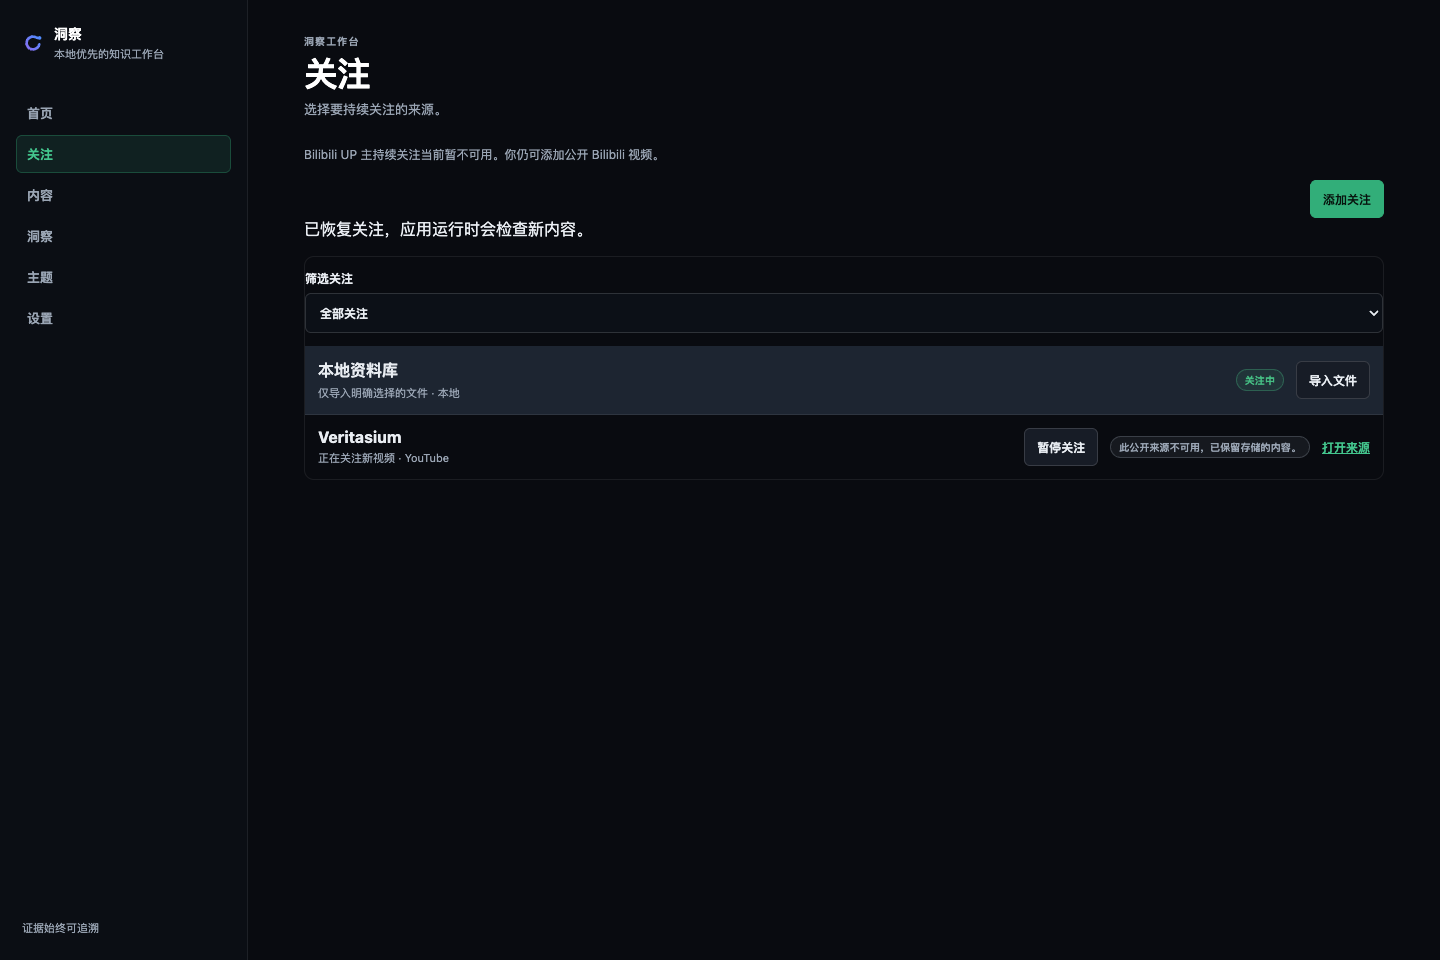 洞察
本地优先的知识工作台
首页
关注
内容
洞察
主题
设置
证据始终可追溯
洞察工作台
关注
选择要持续关注的来源。
Bilibili UP 主持续关注当前暂不可用。你仍可添加公开 Bilibili 视频。
添加关注
已恢复关注，应用运行时会检查新内容。
筛选关注
全部关注
本地资料库
仅导入明确选择的文件 · 本地
关注中
导入文件
Veritasium
正在关注新视频 · YouTube
暂停关注
此公开来源不可用，已保留存储的内容。
打开来源